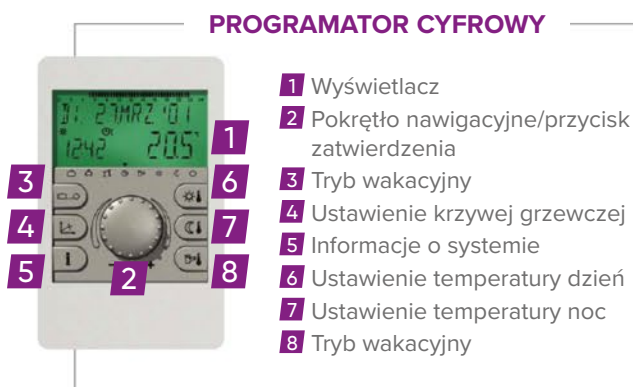 PROGRAMATOR CYFROWY
DI. 27MRZ.'01
1242 20.5°
1
3 6
4 7
5 2 8
i
- +
1 Wyświetlacz
2 Pokrętło nawigacyjne/przycisk
zatwierdzenia
3 Tryb wakacyjny
4 Ustawienie krzywej grzewczej
5 Informacje o systemie
6 Ustawienie temperatury dzień
7 Ustawienie temperatury noc
8 Tryb wakacyjny